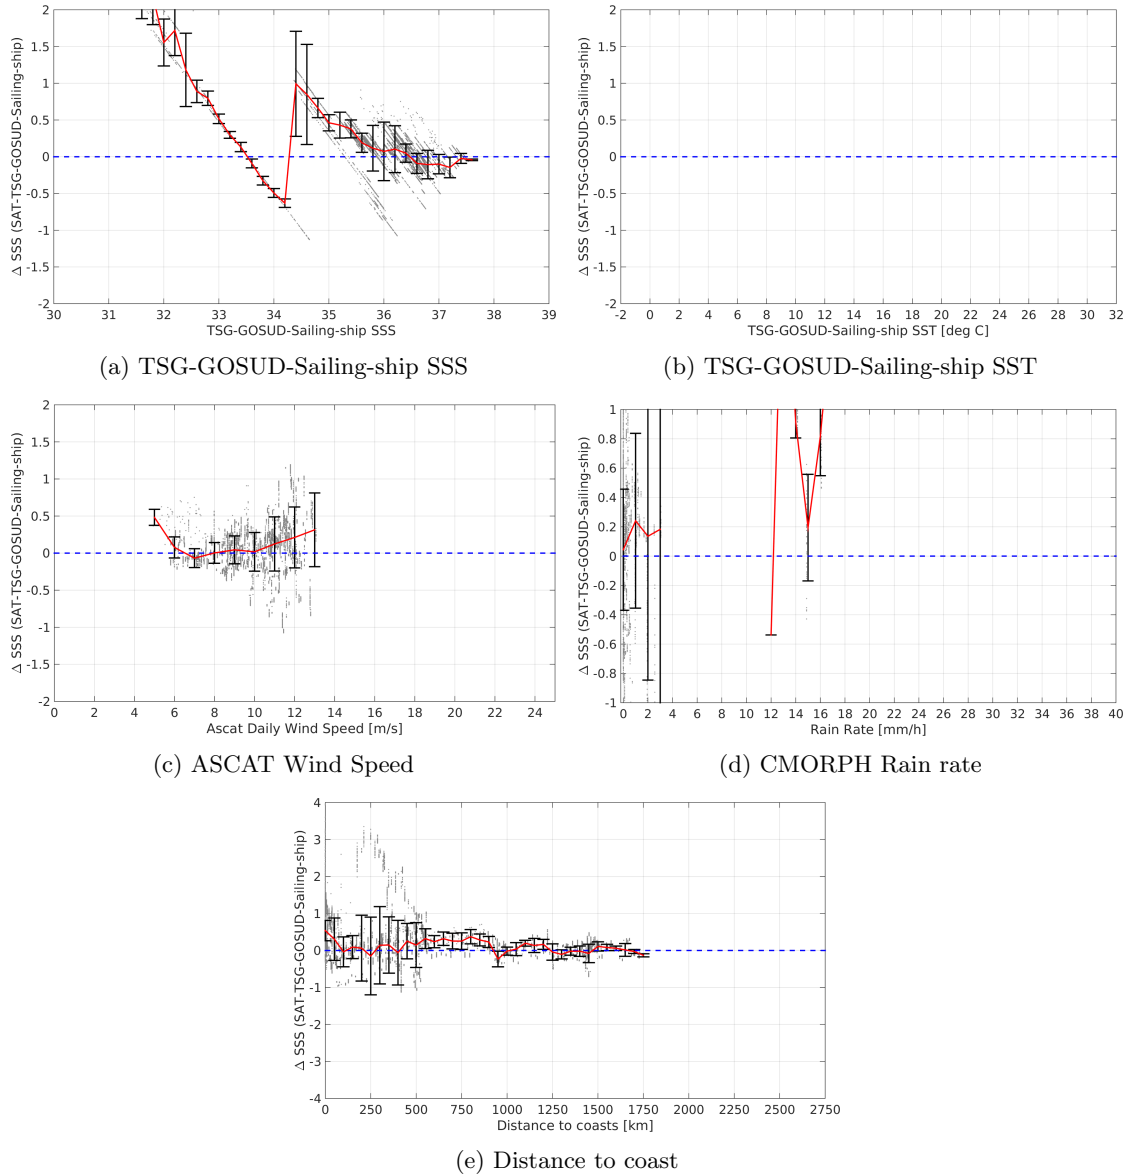 Δ SSS (SAT-TSG-GOSUD-Sailing-ship)
2
1.5
1
0.5
0
-0.5
-1
-1.5
-2
30 31 32 33 34 35 36 37 38 39
TSG-GOSUD-Sailing-ship SSS
(a) TSG-GOSUD-Sailing-ship SSS
Δ SSS (SAT-TSG-GOSUD-Sailing-ship)
2
1.5
1
0.5
0
-0.5
-1
-1.5
-2
-2 0 2 4 6 8 10 12 14 16 18 20 22 24 26 28 30 32
TSG-GOSUD-Sailing-ship SST [deg C]
(b) TSG-GOSUD-Sailing-ship SST
Δ SSS (SAT-TSG-GOSUD-Sailing-ship)
2
1.5
1
0.5
0
-0.5
-1
-1.5
-2
0 2 4 6 8 10 12 14 16 18 20 22 24
Ascat Daily Wind Speed [m/s]
(c) ASCAT Wind Speed
Δ SSS (SAT-TSG-GOSUD-Sailing-ship)
1
0.8
0.6
0.4
0.2
0
-0.2
-0.4
-0.6
-0.8
-1
0 2 4 6 8 10 12 14 16 18 20 22 24 26 28 30 32 34 36 38 40
Rain Rate [mm/h]
(d) CMORPH Rain rate
Δ SSS (SAT-TSG-GOSUD-Sailing-ship)
4
3
2
1
0
-1
-2
-3
-4
0 250 500 750 1000 1250 1500 1750 2000 2250 2500 2750
Distance to coasts [km]
(e) Distance to coast